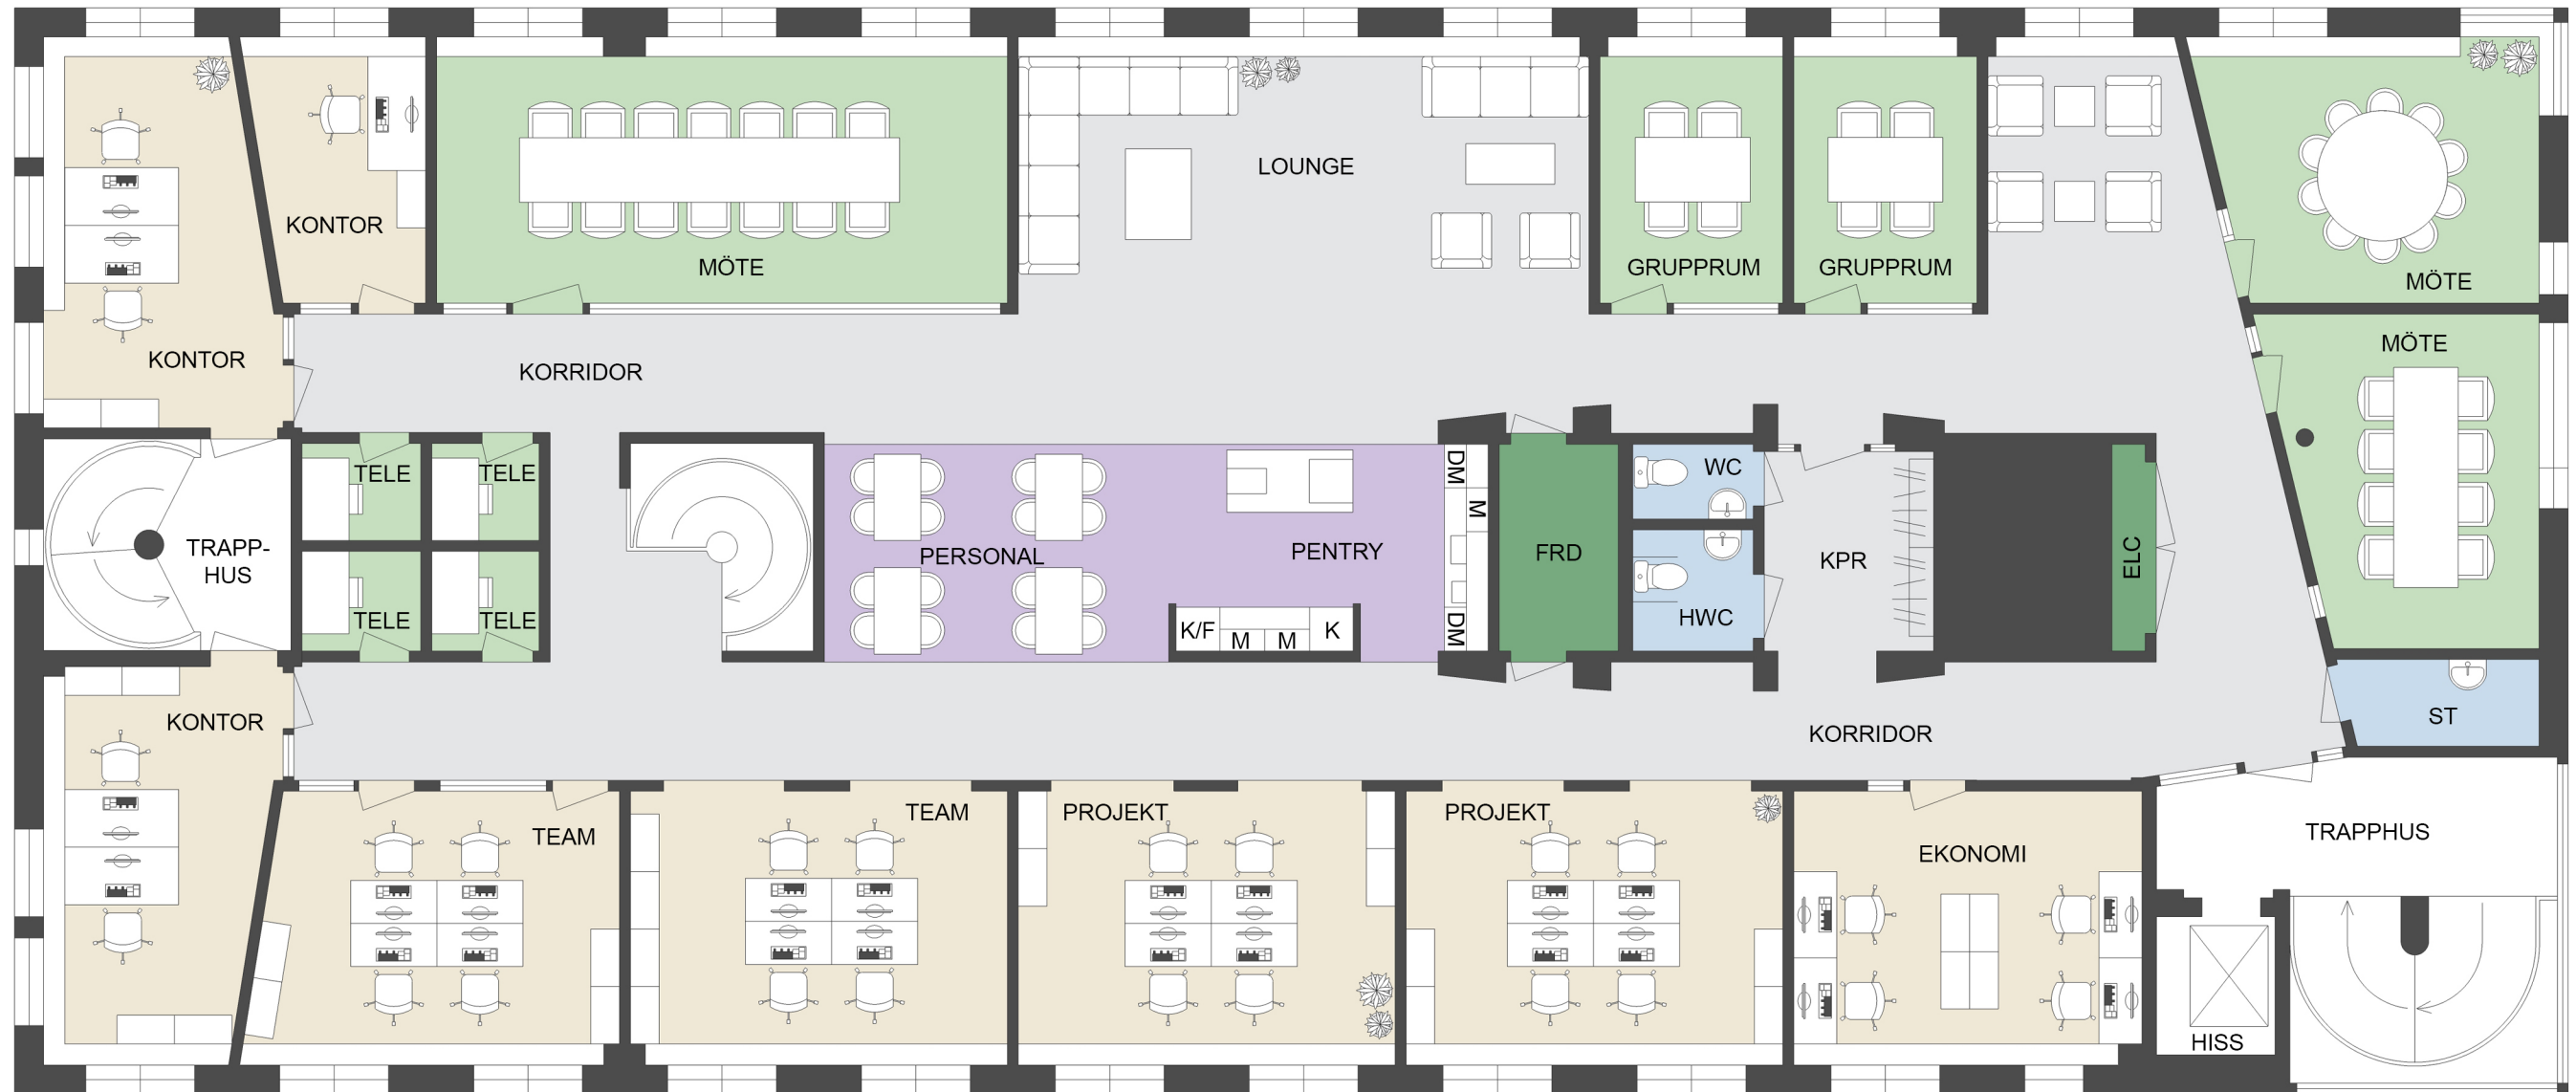 LOUNGE
KONTOR
MÖTE
GRUPPRUM
GRUPPRUM
MÖTE
KONTOR
KORRIDOR
MÖTE
TELE
TELE
DM
M
WC
TRAPP-
HUS
PERSONAL
PENTRY
FRD
KPR
ELC
TELE
TELE
K/F
M
M
K
DM
HWC
KONTOR
KORRIDOR
ST
TEAM
TEAM
PROJEKT
PROJEKT
EKONOMI
TRAPPHUS
HISS